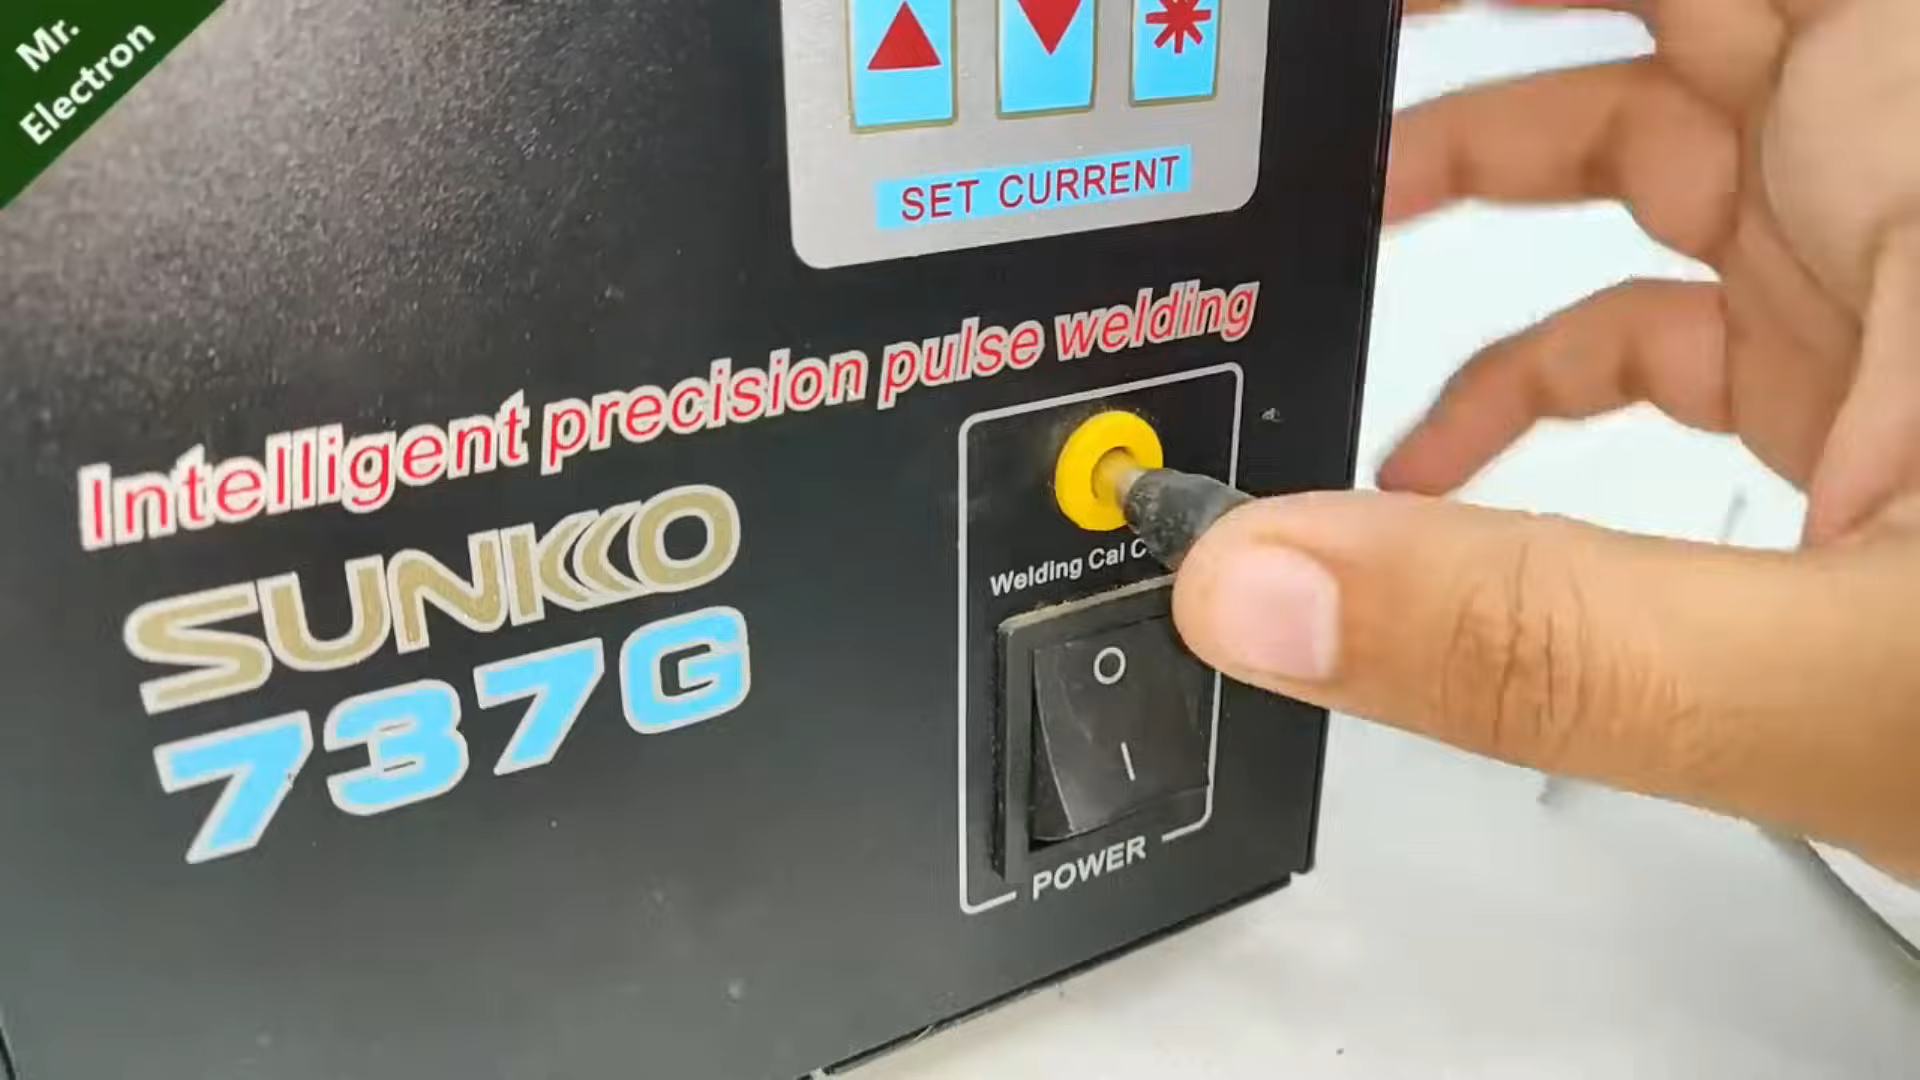 Mr.
Electron
SET CURRENT
Intelligent precision pulse welding
SUNKKO
737G
Welding Cal
O
I
POWER